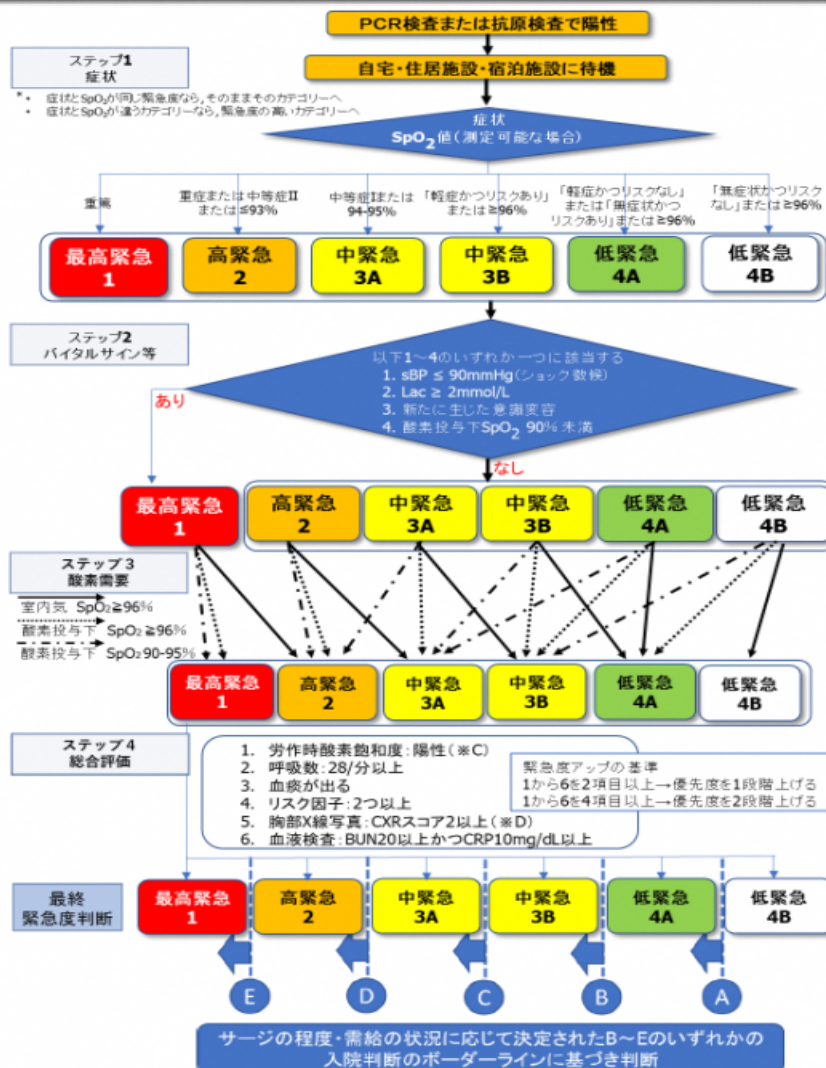 PCR検査または抗原検査で陽性
自宅・住居施設・宿泊施設に待機
ステップ1
症状
*• 症状とSpO₂が同じ緊急度なら,そのままそのカテゴリーへ
• 症状とSpO₂が違うカテゴリーなら,緊急度の高いカテゴリーへ
症状
SpO₂値(測定可能な場合)
重篤
重症または中等症II
または≦93%
中等症Iまたは
94-95%
「軽症かつリスクあり」
または≧96%
「軽症かつリスクなし」
または「無症状かつ
リスクあり」または≧96%
「無症状かつリスク
なし」または≧96%
最高緊急
1
高緊急
2
中緊急
3A
中緊急
3B
低緊急
4A
低緊急
4B
ステップ2
バイタルサイン等
以下1~4のいずれか一つに該当する
1. sBP ≤ 90mmHg(ショック徴候)
2. Lac ≥ 2mmol/L
3. 新たに生じた意識変容
4. 酸素投与下SpO₂ 90% 未満
あり
なし
最高緊急
1
高緊急
2
中緊急
3A
中緊急
3B
低緊急
4A
低緊急
4B
ステップ3
酸素需要
室内気 SpO₂≧96%
酸素投与下 SpO₂≧96%
酸素投与下 SpO₂90-95%
最高緊急
1
高緊急
2
中緊急
3A
中緊急
3B
低緊急
4A
低緊急
4B
ステップ4
総合評価
1. 労作時酸素飽和度:陽性(※C)
2. 呼吸数:28/分以上
3. 血痰が出る
4. リスク因子:2つ以上
5. 胸部X線写真:CXRスコア2以上(※D)
6. 血液検査:BUN20以上かつCRP10mg/dL以上
緊急度アップの基準
1から6を2項目以上→優先度を1段階上げる
1から6を4項目以上→優先度を2段階上げる
最終
緊急度判断
最高緊急
1
高緊急
2
中緊急
3A
中緊急
3B
低緊急
4A
低緊急
4B
E
D
C
B
A
サージの程度・需給の状況に応じて決定されたB~Eのいずれかの
入院判断のボーダーラインに基づき判断